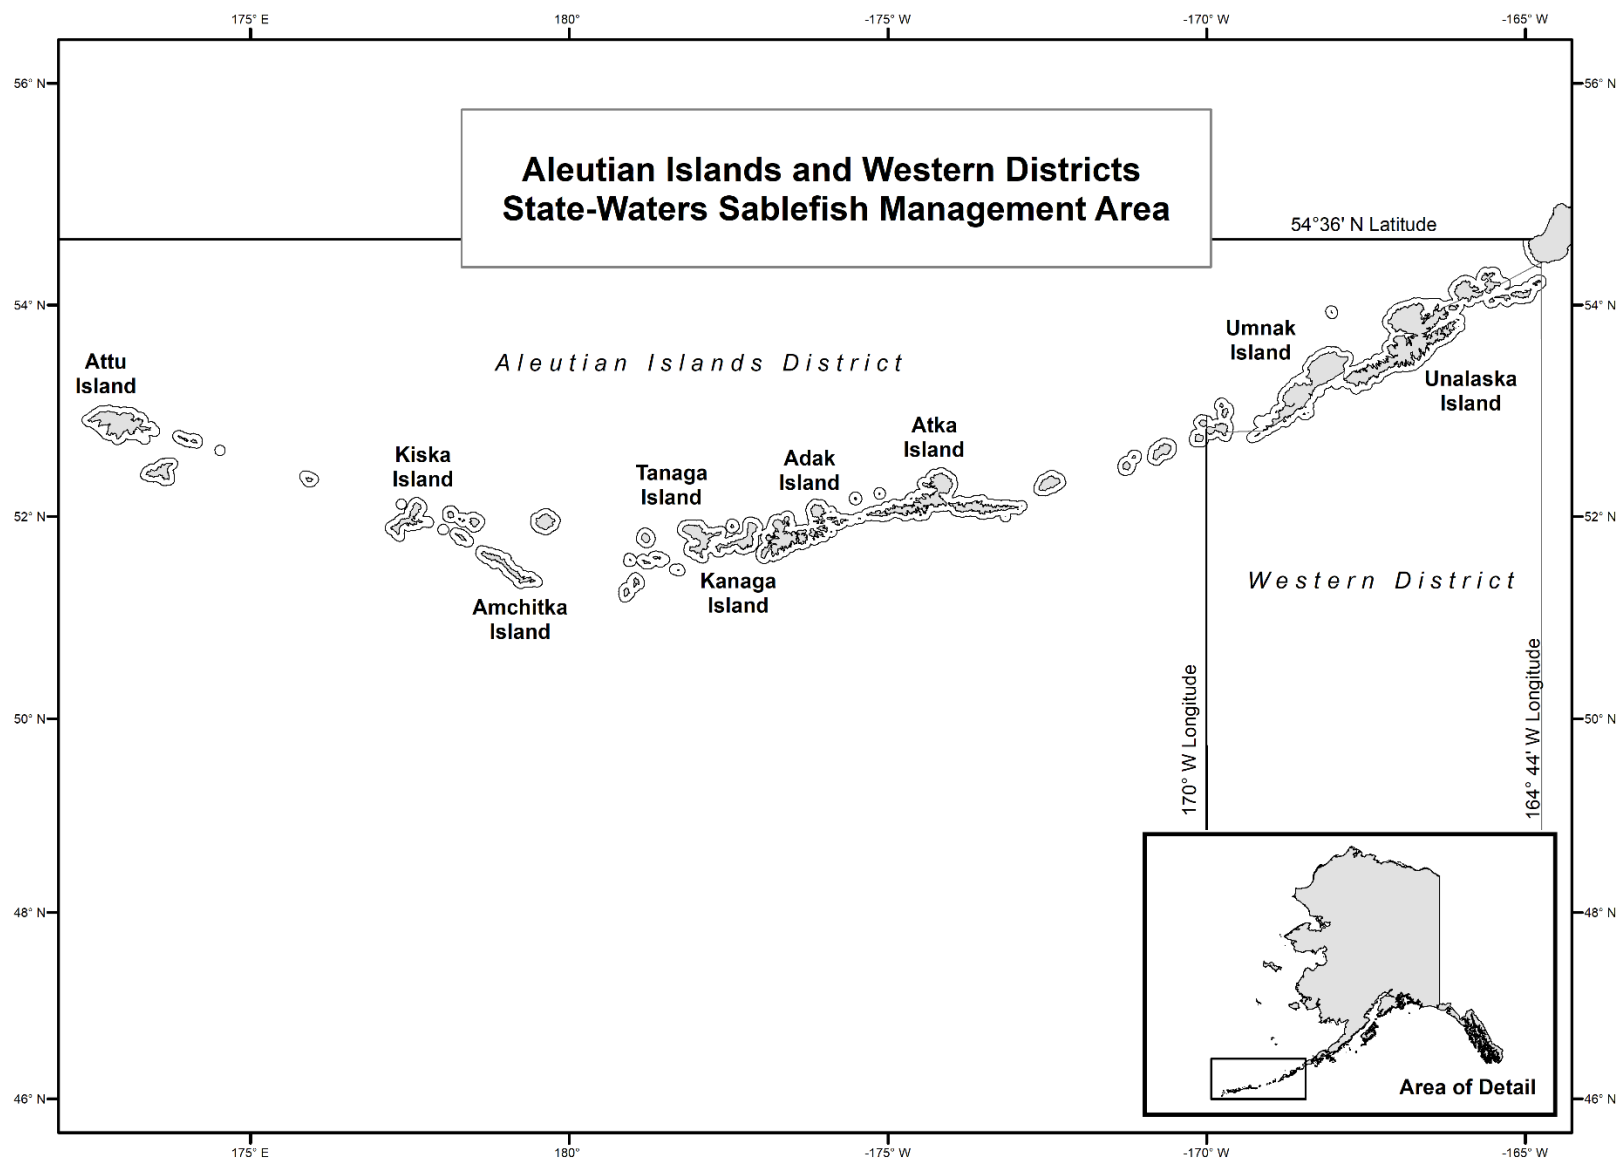 175° E
180°
-175° W
-170° W
-165° W
56° N
56° N
Aleutian Islands and Western Districts
State-Waters Sablefish Management Area
54°36' N Latitude
54° N
54° N
Umnak
Island
Attu
Island
Aleutian Islands District
Unalaska
Island
Atka
Island
Kiska
Island
Adak
Island
Tanaga
Island
52° N
52° N
Kanaga
Island
Western District
Amchitka
Island
170° W Longitude
164° 44' W Longitude
50° N
50° N
48° N
48° N
Area of Detail
46° N
46° N
175° E
180°
-175° W
-170° W
-165° W